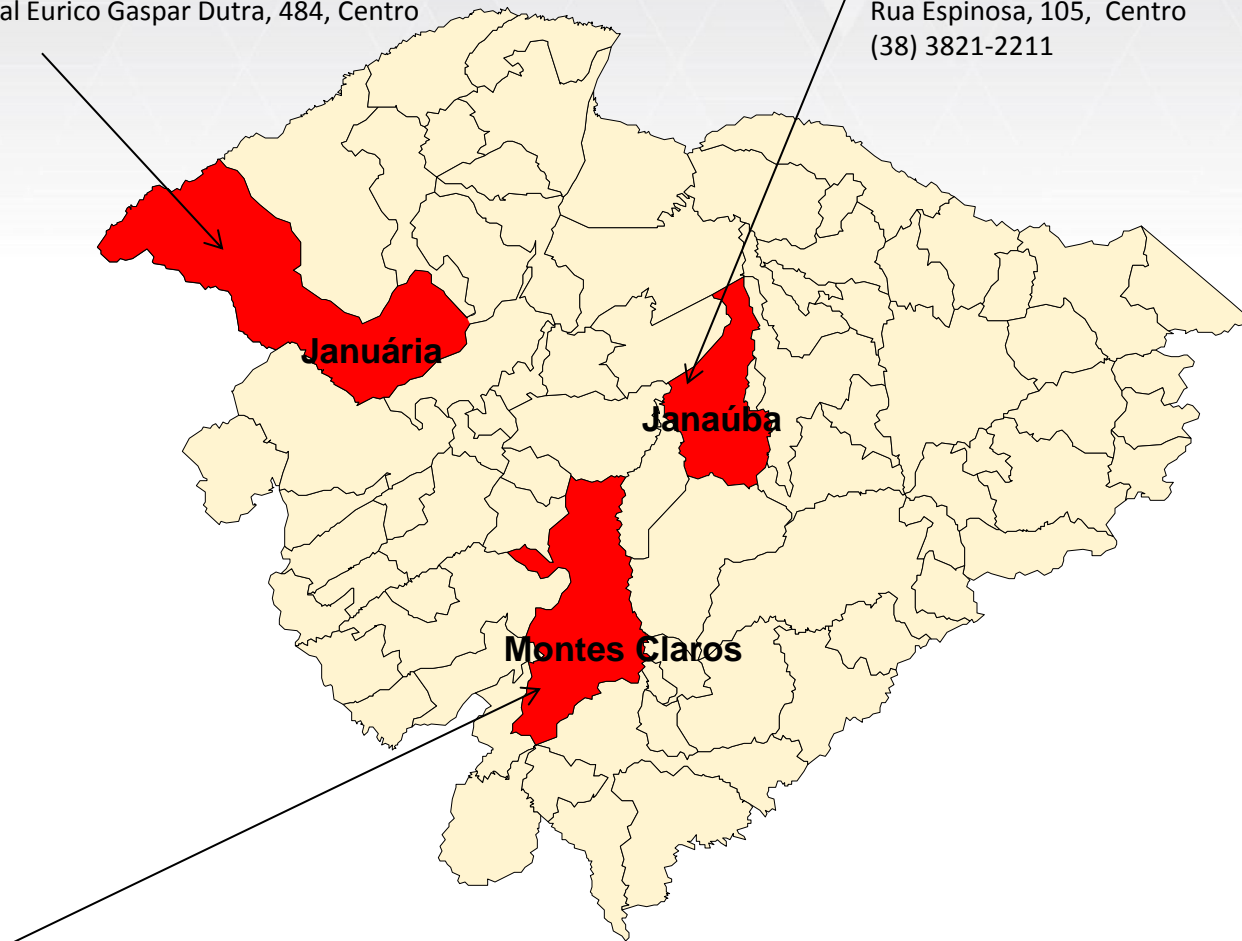 al Eurico Gaspar Dutra, 484, Centro
Rua Espinosa, 105, Centro
(38) 3821-2211
Januária
Janaúba
Montes Claros